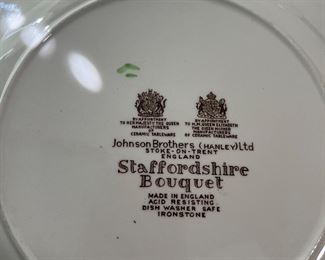 BY APPOINTMENT
TO HER MAJESTY THE QUEEN
MANUFACTURERS
OF
CERAMIC TABLEWARE
BY APPOINTMENT
TO H.M. QUEEN ELIZABETH
THE QUEEN MOTHER
MANUFACTURERS
OF CERAMIC TABLEWARE
Johnson Brothers (HANLEY) Ltd
STOKE-ON-TRENT
ENGLAND
Staffordshire
Bouquet
MADE IN ENGLAND
ACID RESISTING
DISH WASHER SAFE
IRONSTONE